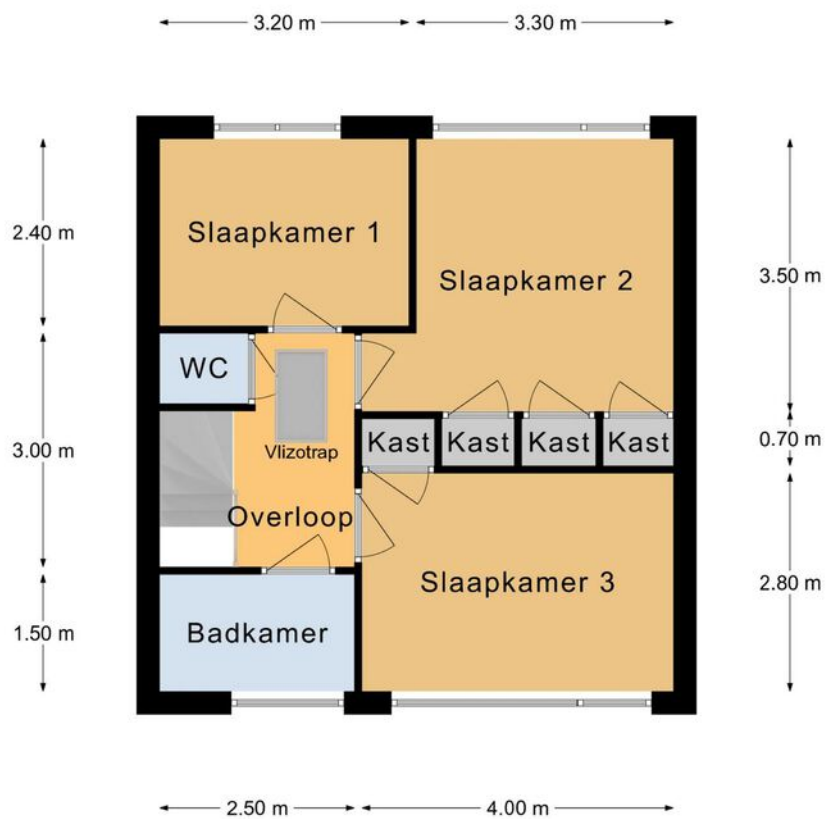 3.20 m
3.30 m
2.40 m
Slaapkamer 1
Slaapkamer 2
3.50 m
WC
3.00 m
Vlizotrap
Kast
Kast
Kast
Kast
0.70 m
Overloop
Slaapkamer 3
2.80 m
1.50 m
Badkamer
2.50 m
4.00 m